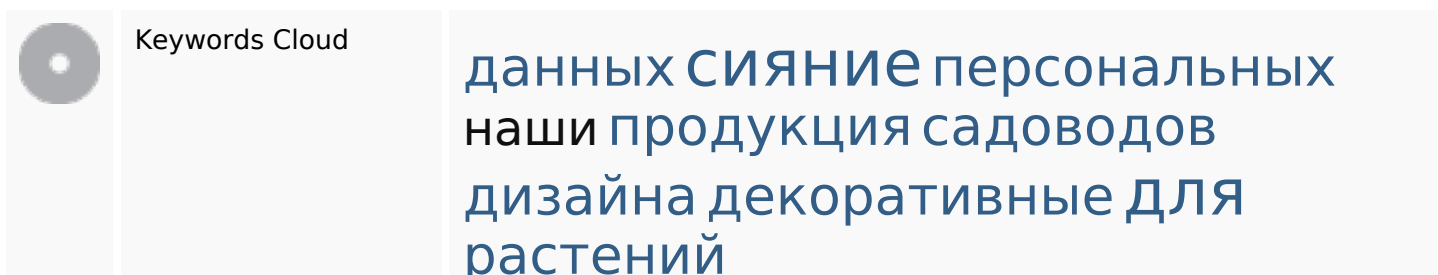 Keywords Cloud
данных сияние персональных
наши продукция садоводов
дизайна декоративные для
растений